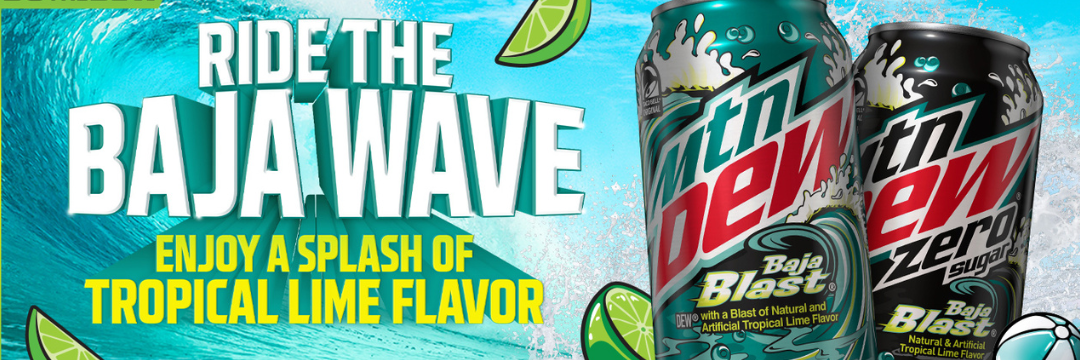 RIDE THE
BAJA WAVE
ENJOY A SPLASH OF
TROPICAL LIME FLAVOR
mtn
DEW
Baja
Blast
DEW® with a Blast of Natural and
Artificial Tropical Lime Flavor
mtn
DEW
zero
sugar
Baja
Blast
Natural & Artificial
Tropical Lime Flavor